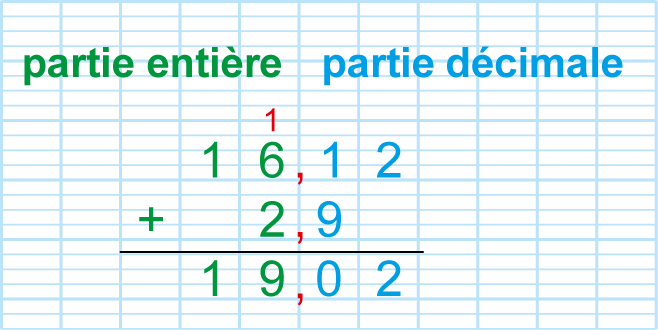 partie entière partie décimale
1
1 6 , 1 2
+ 2 , 9
1 9 , 0 2